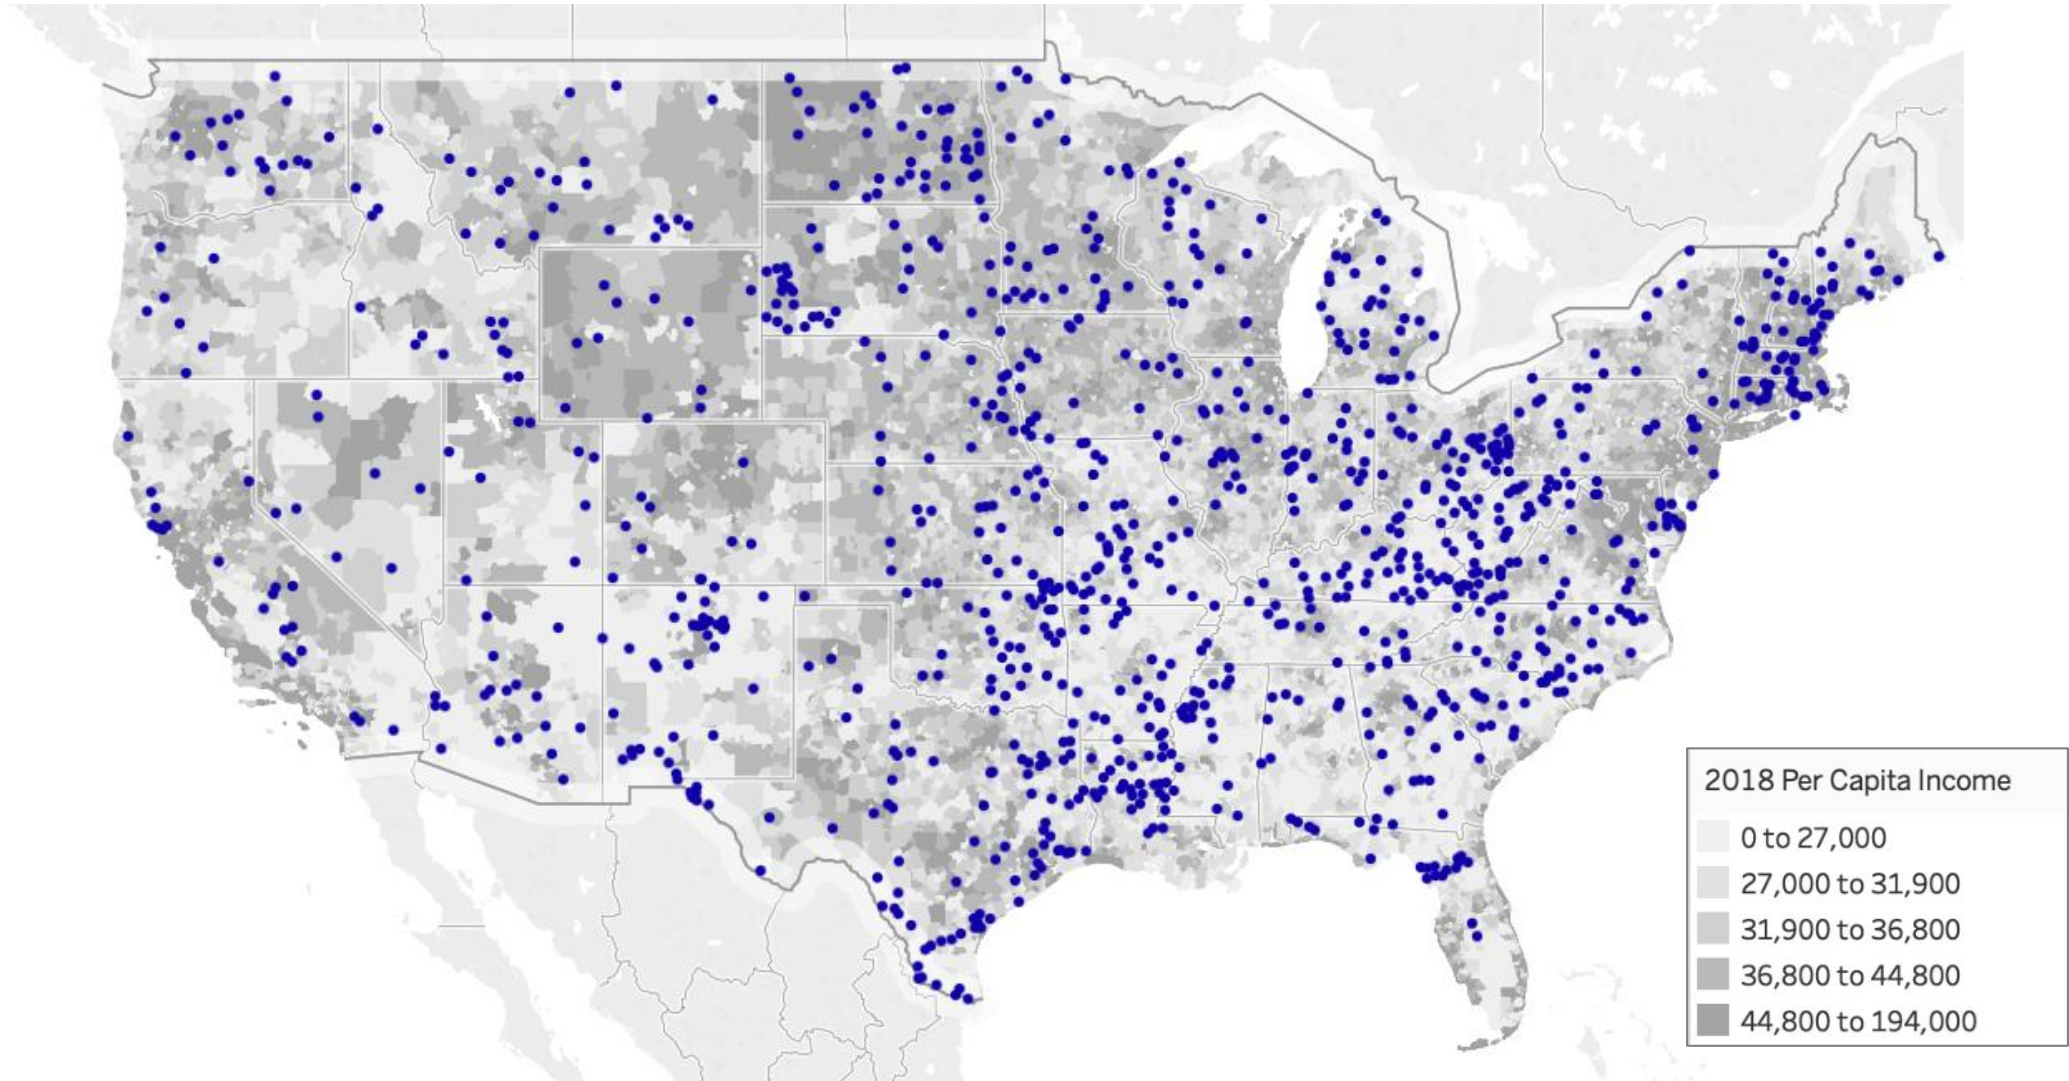 2018 Per Capita Income
0 to 27,000
27,000 to 31,900
31,900 to 36,800
36,800 to 44,800
44,800 to 194,000